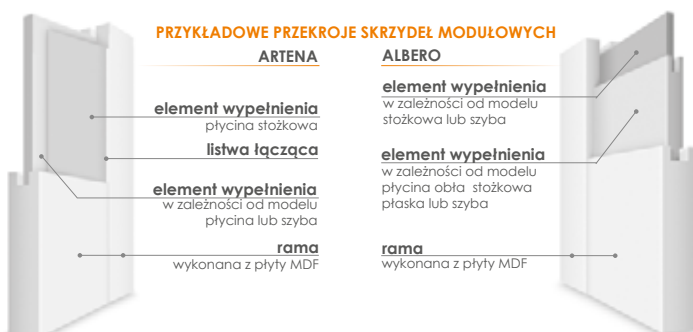 PRZYKŁADOWE PRZEKROJE SKRZYDEŁ MODUŁOWYCH
ARTENA
element wypełnienia
płycina stożkowa
listwa łącząca
element wypełnienia
w zależności od modelu
płycina lub szyba
rama
wykonana z płyty MDF
ALBERO
element wypełnienia
w zależności od modelu
stożkowa lub szyba
element wypełnienia
w zależności od modelu
płycina obła stożkowa
płaska lub szyba
rama
wykonana z płyty MDF